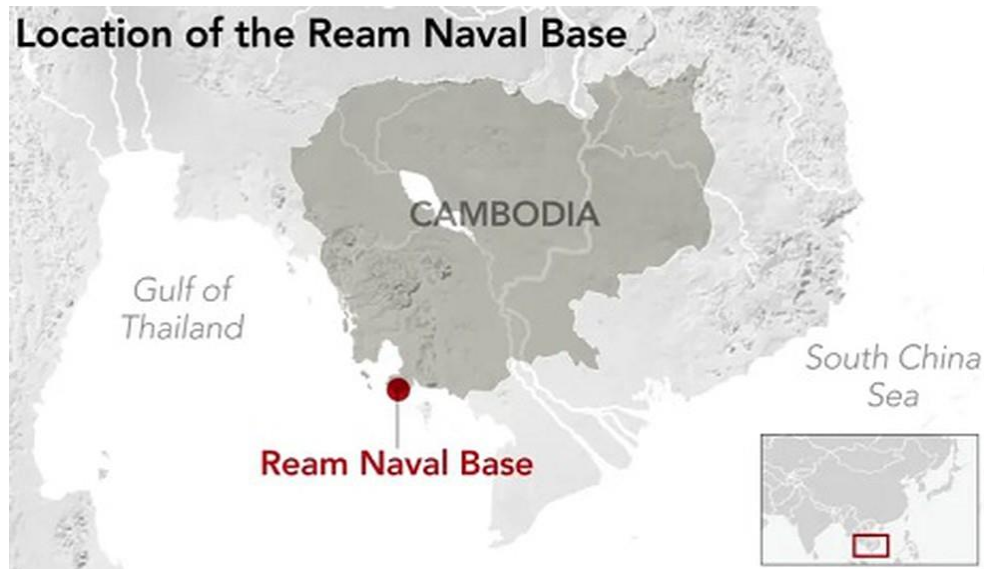 Location of the Ream Naval Base
CAMBODIA
Gulf of
Thailand
South China
Sea
Ream Naval Base